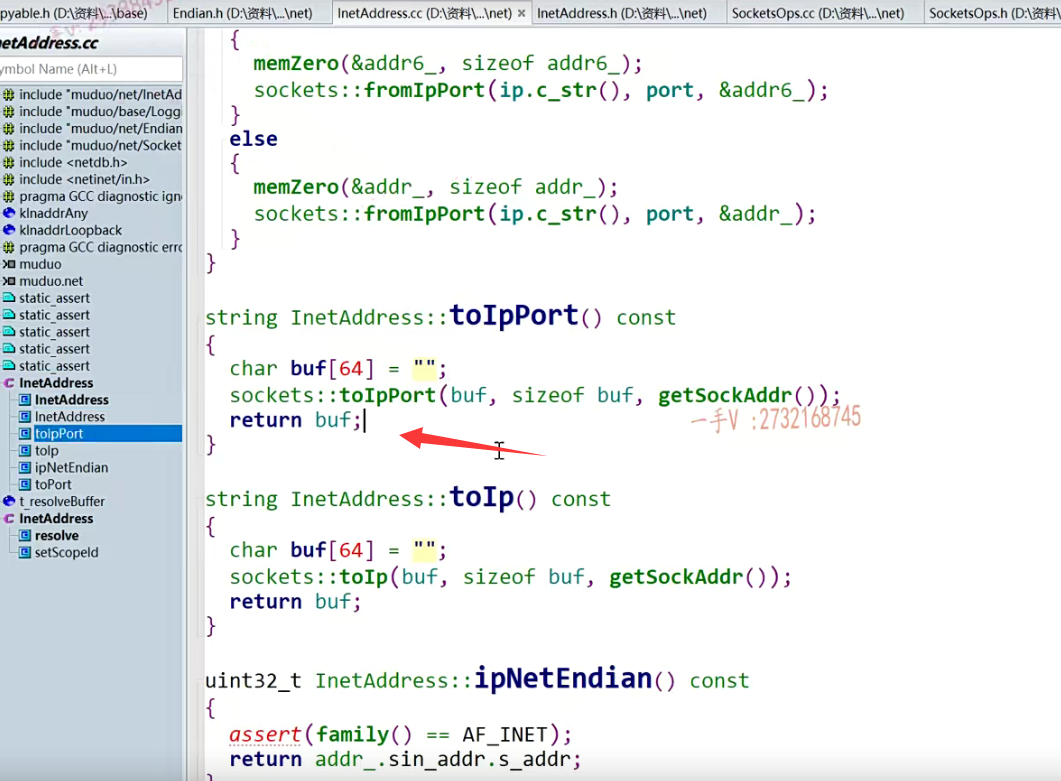 pyable.h (D:\资料\...\base)
Endian.h (D:\资料\...\net)
InetAddress.cc (D:\资料\...\net) ×
InetAddress.h (D:\资料\...\net)
SocketsOps.cc (D:\资料\...\net)
SocketsOps.h (D:\资料
netAddress.cc
ymbol Name (Alt+L)
include "muduo/net/InetAd
include "muduo/base/Loggi
include "muduo/net/Endian
include "muduo/net/Socket
include <netdb.h>
include <netinet/in.h>
pragma GCC diagnostic ign
kInaddrAny
kInaddrLoopback
pragma GCC diagnostic erro
muduo
muduo.net
static_assert
static_assert
static_assert
static_assert
static_assert
InetAddress
InetAddress
InetAddress
toIpPort
toIp
ipNetEndian
toPort
t_resolveBuffer
InetAddress
resolve
setScopeId
{
memZero(&addr6_, sizeof addr6_);
sockets::fromIpPort(ip.c_str(), port, &addr6_);
}
else
{
memZero(&addr_, sizeof addr_);
sockets::fromIpPort(ip.c_str(), port, &addr_);
}
}
string InetAddress::toIpPort() const
{
char buf[64] = "";
sockets::toIpPort(buf, sizeof buf, getSockAddr());
return buf;
}
一手V :2732168745
string InetAddress::toIp() const
{
char buf[64] = "";
sockets::toIp(buf, sizeof buf, getSockAddr());
return buf;
}
uint32_t InetAddress::ipNetEndian() const
{
assert(family() == AF_INET);
return addr_.sin_addr.s_addr;